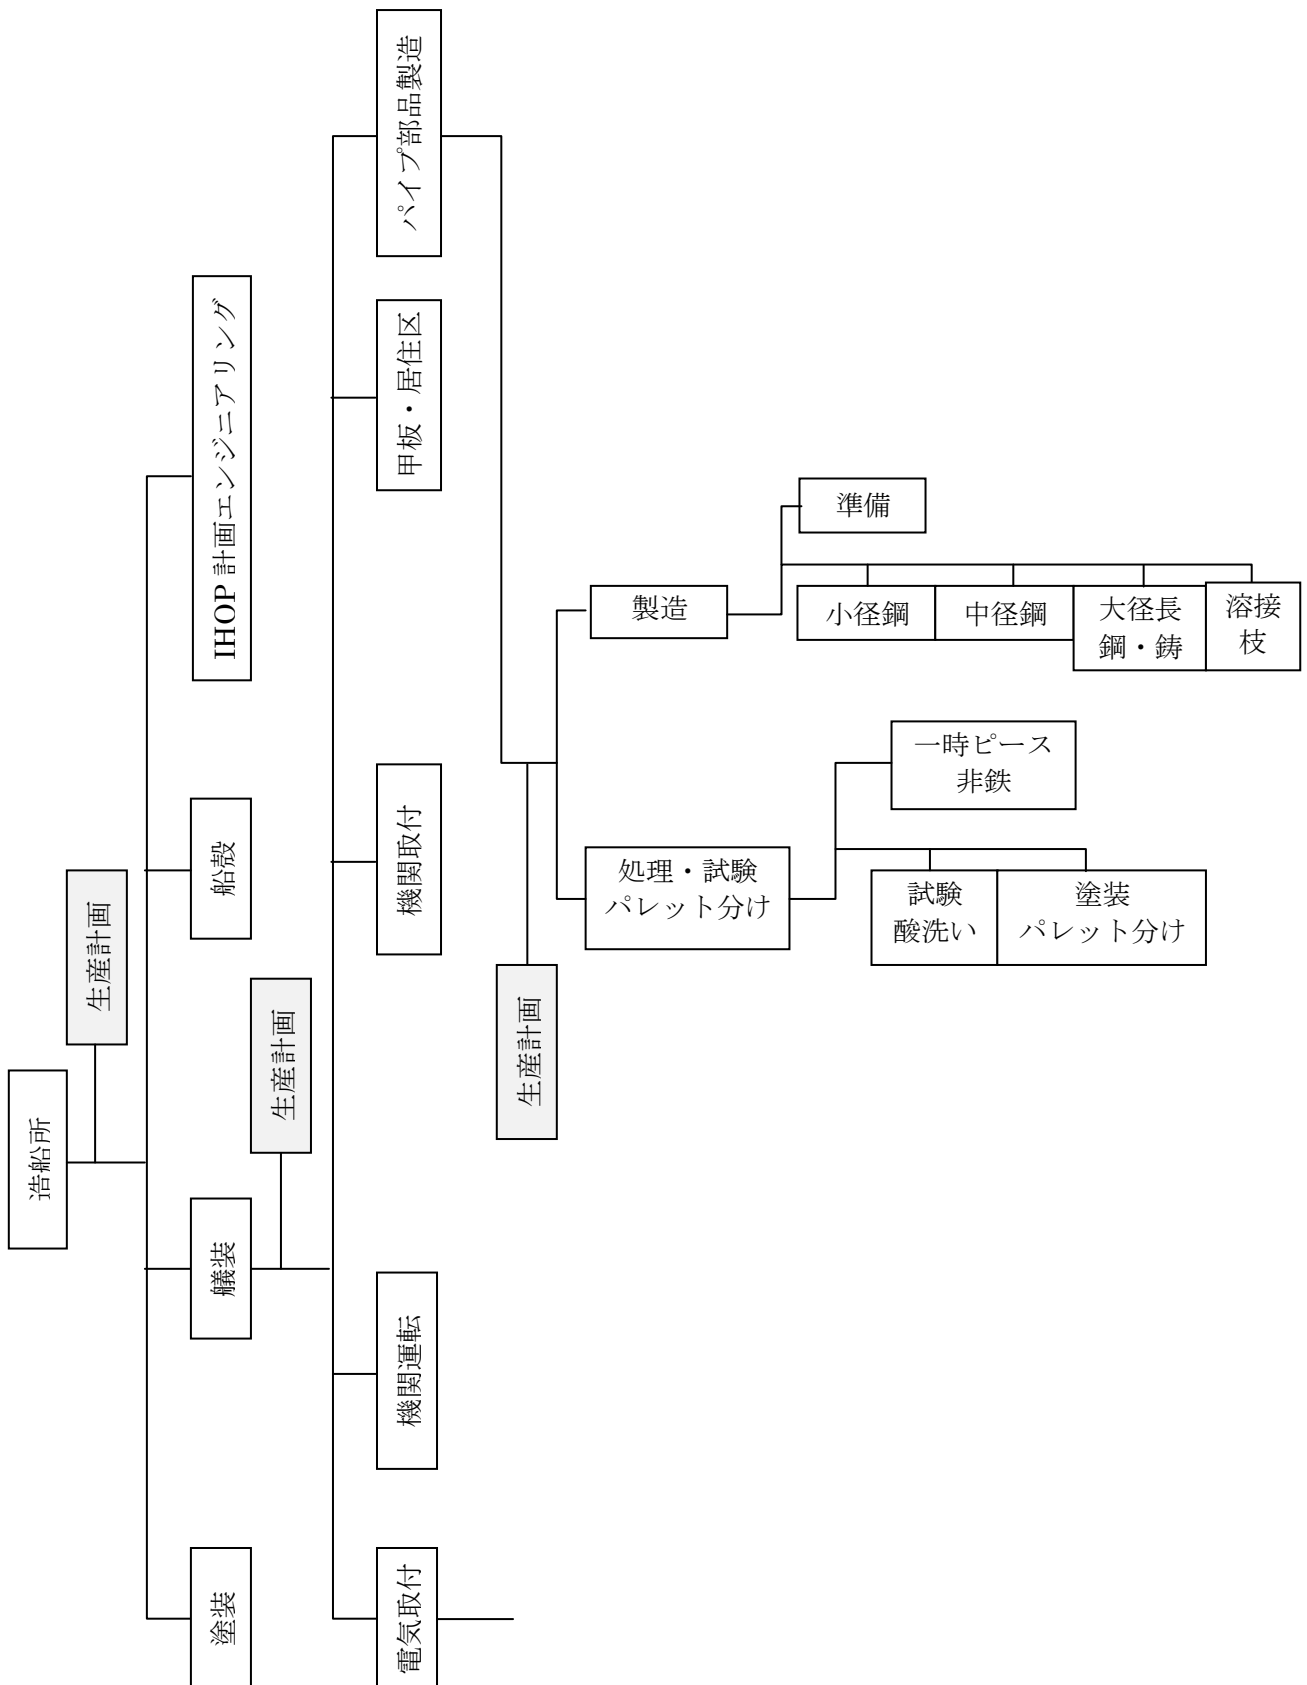 造船所
生産計画
塗装
艤装
船殻
IHOP 計画エンジニアリング
生産計画
電気取付
機関運転
機関取付
甲板・居住区
パイプ部品製造
生産計画
製造
準備
小径鋼
中径鋼
大径長
鋼・鋳
溶接
枝
処理・試験
パレット分け
一時ピース
非鉄
試験
酸洗い
塗装
パレット分け